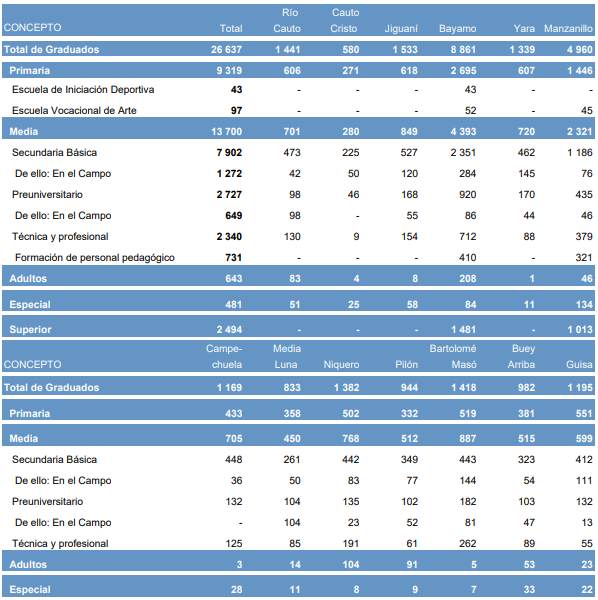 Río Cauto
CONCEPTO Total Río Cauto Cauto Cristo Jiguaní Bayamo Yara Manzanillo
Total de Graduados 26 637 1 441 580 1 533 8 861 1 339 4 960
Primaria 9 319 606 271 618 2 695 607 1 446
Escuela de Iniciación Deportiva 43 - - - 43 - -
Escuela Vocacional de Arte 97 - - - 52 - 45
Media 13 700 701 280 849 4 393 720 2 321
Secundaria Básica 7 902 473 225 527 2 351 462 1 186
De ello: En el Campo 1 272 42 50 120 284 145 76
Preuniversitario 2 727 98 46 168 920 170 435
De ello: En el Campo 649 98 - 55 86 44 46
Técnica y profesional 2 340 130 9 154 712 88 379
Formación de personal pedagógico 731 - - - 410 - 321
Adultos 643 83 4 8 208 1 46
Especial 481 51 25 58 84 11 134
Superior 2 494 - - - 1 481 - 1 013
Campe- Media Bartolomé Buey
CONCEPTO chuela Luna Niquero Pilón Masó Arriba Guisa
Total de Graduados 1 169 833 1 382 944 1 418 982 1 195
Primaria 433 358 502 332 519 381 551
Media 705 450 768 512 887 515 599
Secundaria Básica 448 261 442 349 443 323 412
De ello: En el Campo 36 50 83 77 144 54 111
Preuniversitario 132 104 135 102 182 103 132
De ello: En el Campo - 104 23 52 81 47 13
Técnica y profesional 125 85 191 61 262 89 55
Adultos 3 14 104 91 5 53 23
Especial 28 11 8 9 7 33 22